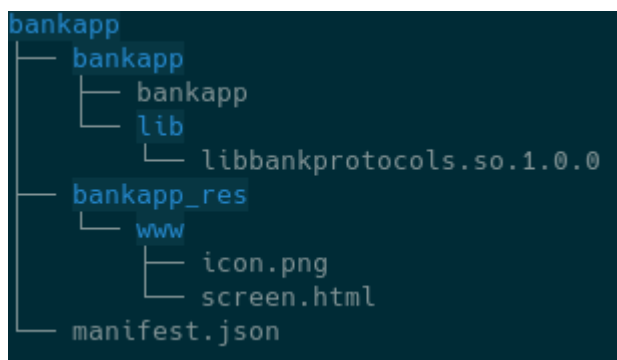 bankapp
bankapp
bankapp
lib
libbankprotocols.so.1.0.0
bankapp_res
www
icon.png
screen.html
manifest.json